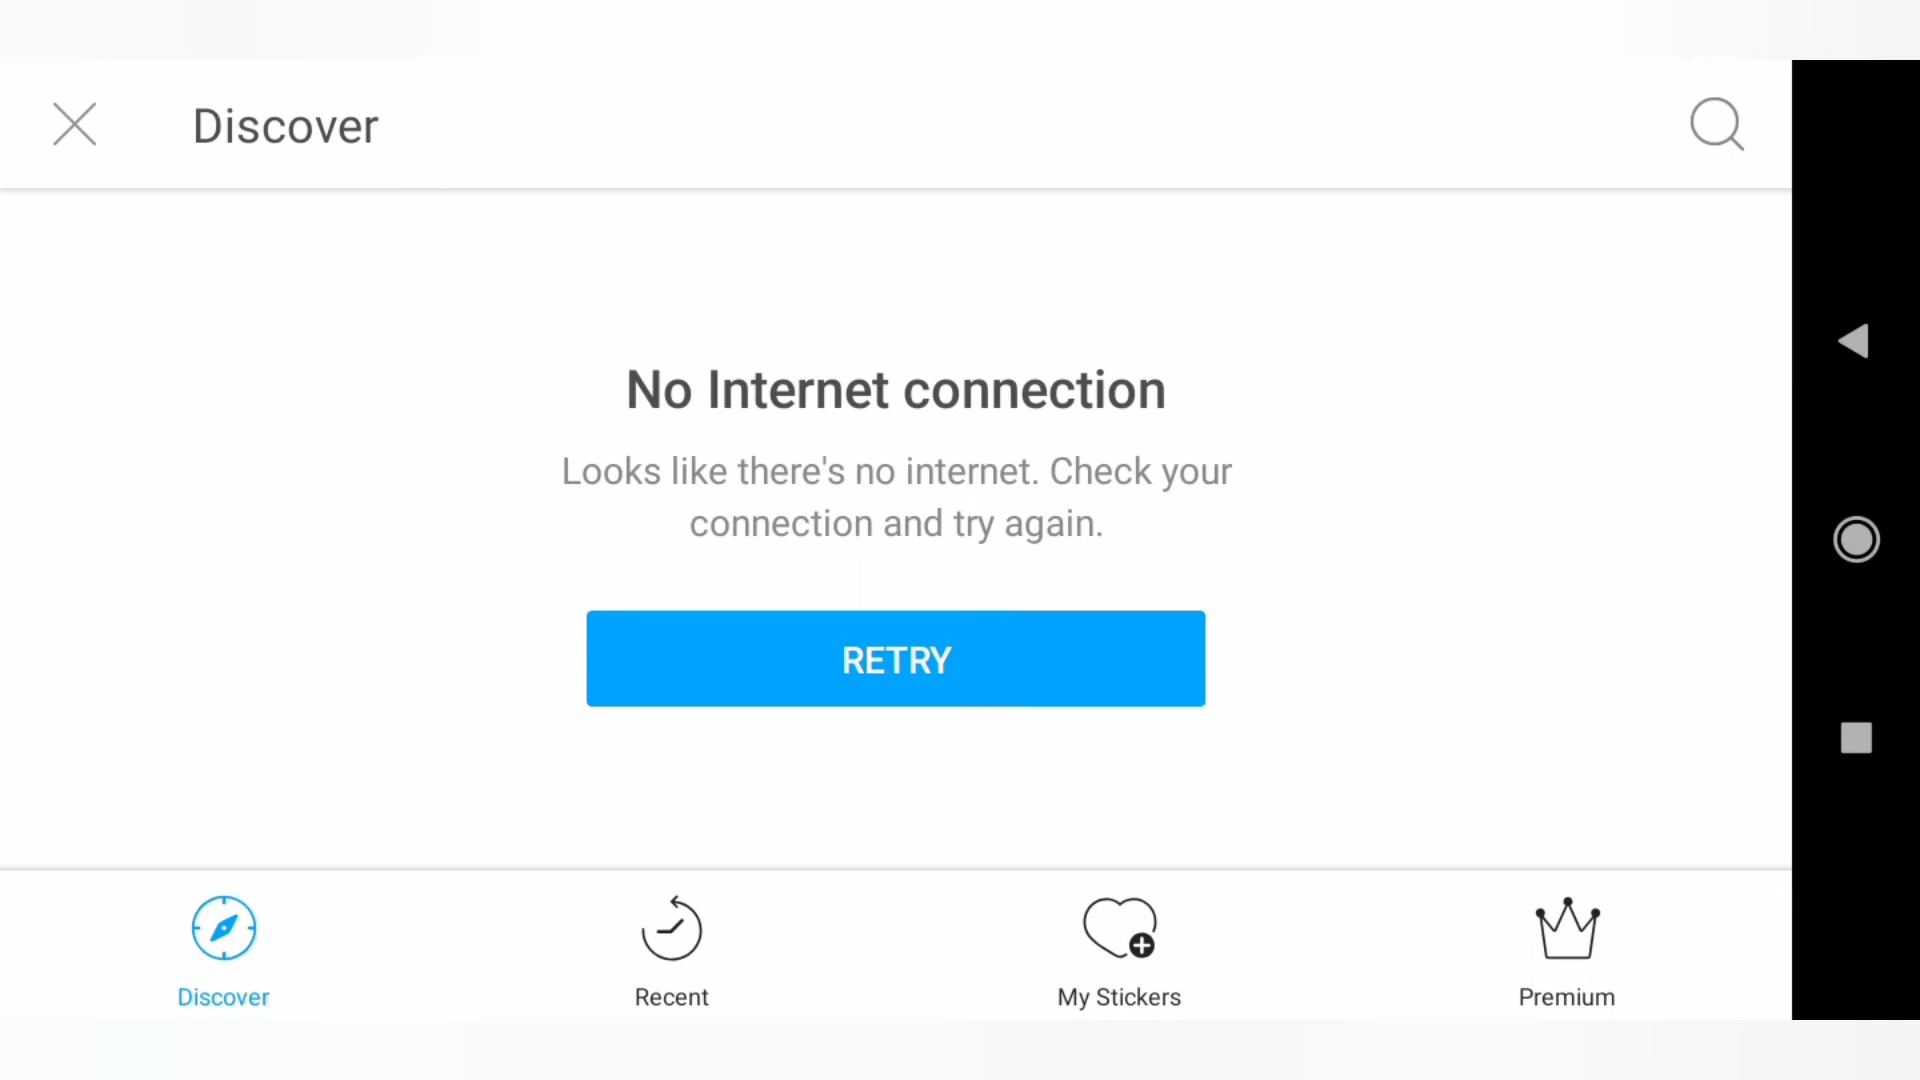 Discover
No Internet connection
Looks like there's no internet. Check your
connection and try again.
RETRY
Discover
Recent
My Stickers
Premium